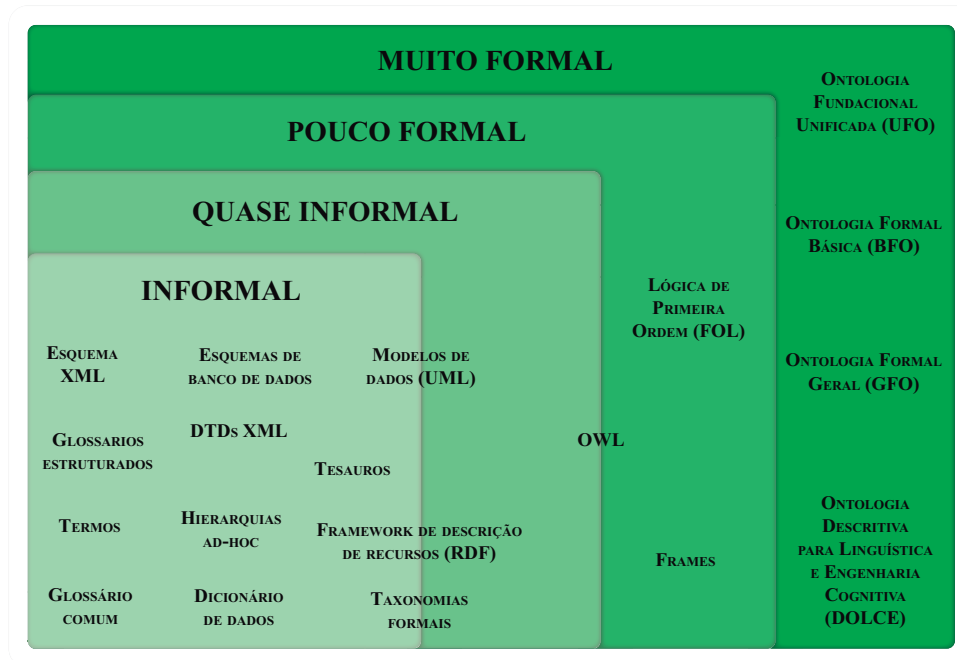 MUITO FORMAL
ONTOLOGIA
FUNDACIONAL
UNIFICADA (UFO)
POUCO FORMAL
QUASE INFORMAL
ONTOLOGIA FORMAL
BÁSICA (BFO)
INFORMAL
LÓGICA DE
PRIMEIRA
ORDEM (FOL)
ESQUEMA
XML
ESQUEMAS DE
BANCO DE DADOS
MODELOS DE
DADOS (UML)
ONTOLOGIA FORMAL
GERAL (GFO)
GLOSSARIOS
ESTRUTURADOS
DTDS XML
TESAUROS
OWL
TERMOS
HIERARQUIAS
AD-HOC
FRAMEWORK DE DESCRIÇÃO
DE RECURSOS (RDF)
FRAMES
ONTOLOGIA
DESCRITIVA
PARA LINGUÍSTICA
E ENGENHARIA
COGNITIVA
(DOLCE)
GLOSSÁRIO
COMUM
DICIONÁRIO
DE DADOS
TAXONOMIAS
FORMAIS